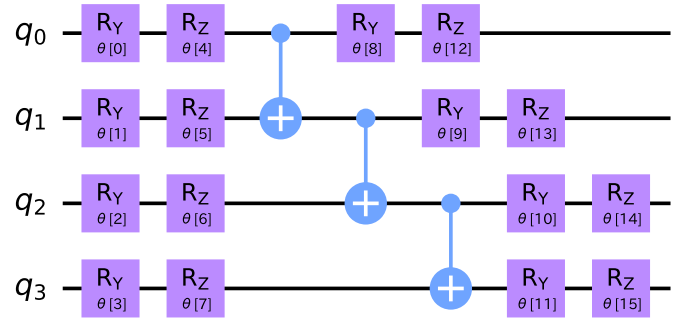 q0 RY θ [0] RZ θ [4] RY θ [8] RZ θ [12]
q1 RY θ [1] RZ θ [5] RY θ [9] RZ θ [13]
q2 RY θ [2] RZ θ [6] RY θ [10] RZ θ [14]
q3 RY θ [3] RZ θ [7] RY θ [11] RZ θ [15]